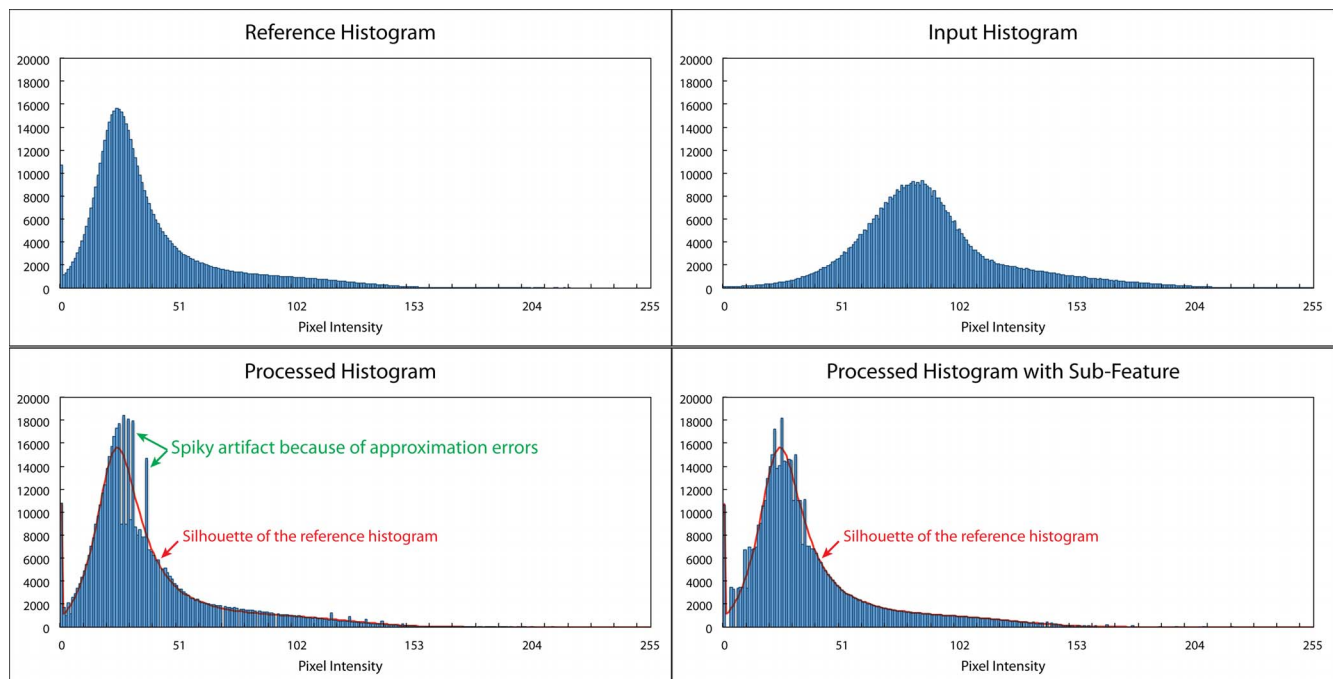 Reference Histogram
20000
18000
16000
14000
12000
10000
8000
6000
4000
2000
0
0 51 102 153 204 255
Pixel Intensity
Input Histogram
20000
18000
16000
14000
12000
10000
8000
6000
4000
2000
0
0 51 102 153 204 255
Pixel Intensity
Processed Histogram
20000
18000
16000
14000
12000
10000
8000
6000
4000
2000
0
Spiky artifact because of approximation errors
Silhouette of the reference histogram
0 51 102 153 204 255
Pixel Intensity
Processed Histogram with Sub-Feature
20000
18000
16000
14000
12000
10000
8000
6000
4000
2000
0
Silhouette of the reference histogram
0 51 102 153 204 255
Pixel Intensity